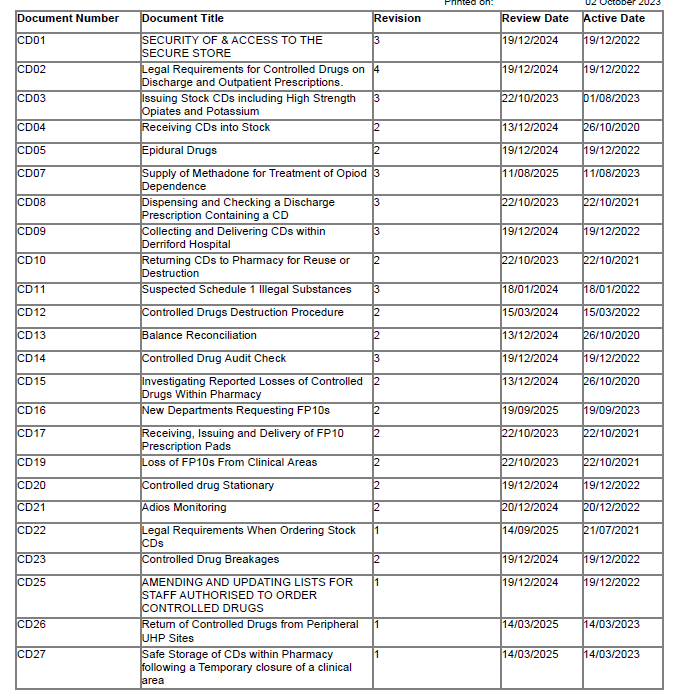 Printed on: 02 October 2023
Document Number Document Title Revision Review Date Active Date
CD01 SECURITY OF & ACCESS TO THE 3 19/12/2024 19/12/2022
SECURE STORE
CD02 Legal Requirements for Controlled Drugs on 4 19/12/2024 19/12/2022
Discharge and Outpatient Prescriptions.
CD03 Issuing Stock CDs including High Strength 3 22/10/2023 01/08/2023
Opiates and Potassium
CD04 Receiving CDs into Stock 2 13/12/2024 26/10/2020
CD05 Epidural Drugs 2 19/12/2024 19/12/2022
CD07 Supply of Methadone for Treatment of Opiod 3 11/08/2025 11/08/2023
Dependence
CD08 Dispensing and Checking a Discharge 3 22/10/2023 22/10/2021
Prescription Containing a CD
CD09 Collecting and Delivering CDs within 3 19/12/2024 19/12/2022
Derriford Hospital
CD10 Returning CDs to Pharmacy for Reuse or 2 22/10/2023 22/10/2021
Destruction
CD11 Suspected Schedule 1 Illegal Substances 3 18/01/2024 18/01/2022
CD12 Controlled Drugs Destruction Procedure 2 15/03/2024 15/03/2022
CD13 Balance Reconciliation 2 13/12/2024 26/10/2020
CD14 Controlled Drug Audit Check 3 19/12/2024 19/12/2022
CD15 Investigating Reported Losses of Controlled 2 13/12/2024 26/10/2020
Drugs Within Pharmacy
CD16 New Departments Requesting FP10s 2 19/09/2025 19/09/2023
CD17 Receiving, Issuing and Delivery of FP10 2 22/10/2023 22/10/2021
Prescription Pads
CD19 Loss of FP10s From Clinical Areas 2 22/10/2023 22/10/2021
CD20 Controlled drug Stationary 2 19/12/2024 19/12/2022
CD21 Adios Monitoring 2 20/12/2024 20/12/2022
CD22 Legal Requirements When Ordering Stock 1 14/09/2025 21/07/2021
CDs
CD23 Controlled Drug Breakages 2 19/12/2024 19/12/2022
CD25 AMENDING AND UPDATING LISTS FOR 1 19/12/2024 19/12/2022
STAFF AUTHORISED TO ORDER
CONTROLLED DRUGS
CD26 Return of Controlled Drugs from Peripheral 1 14/03/2025 14/03/2023
UHP Sites
CD27 Safe Storage of CDs within Pharmacy 1 14/03/2025 14/03/2023
following a Temporary closure of a clinical
area